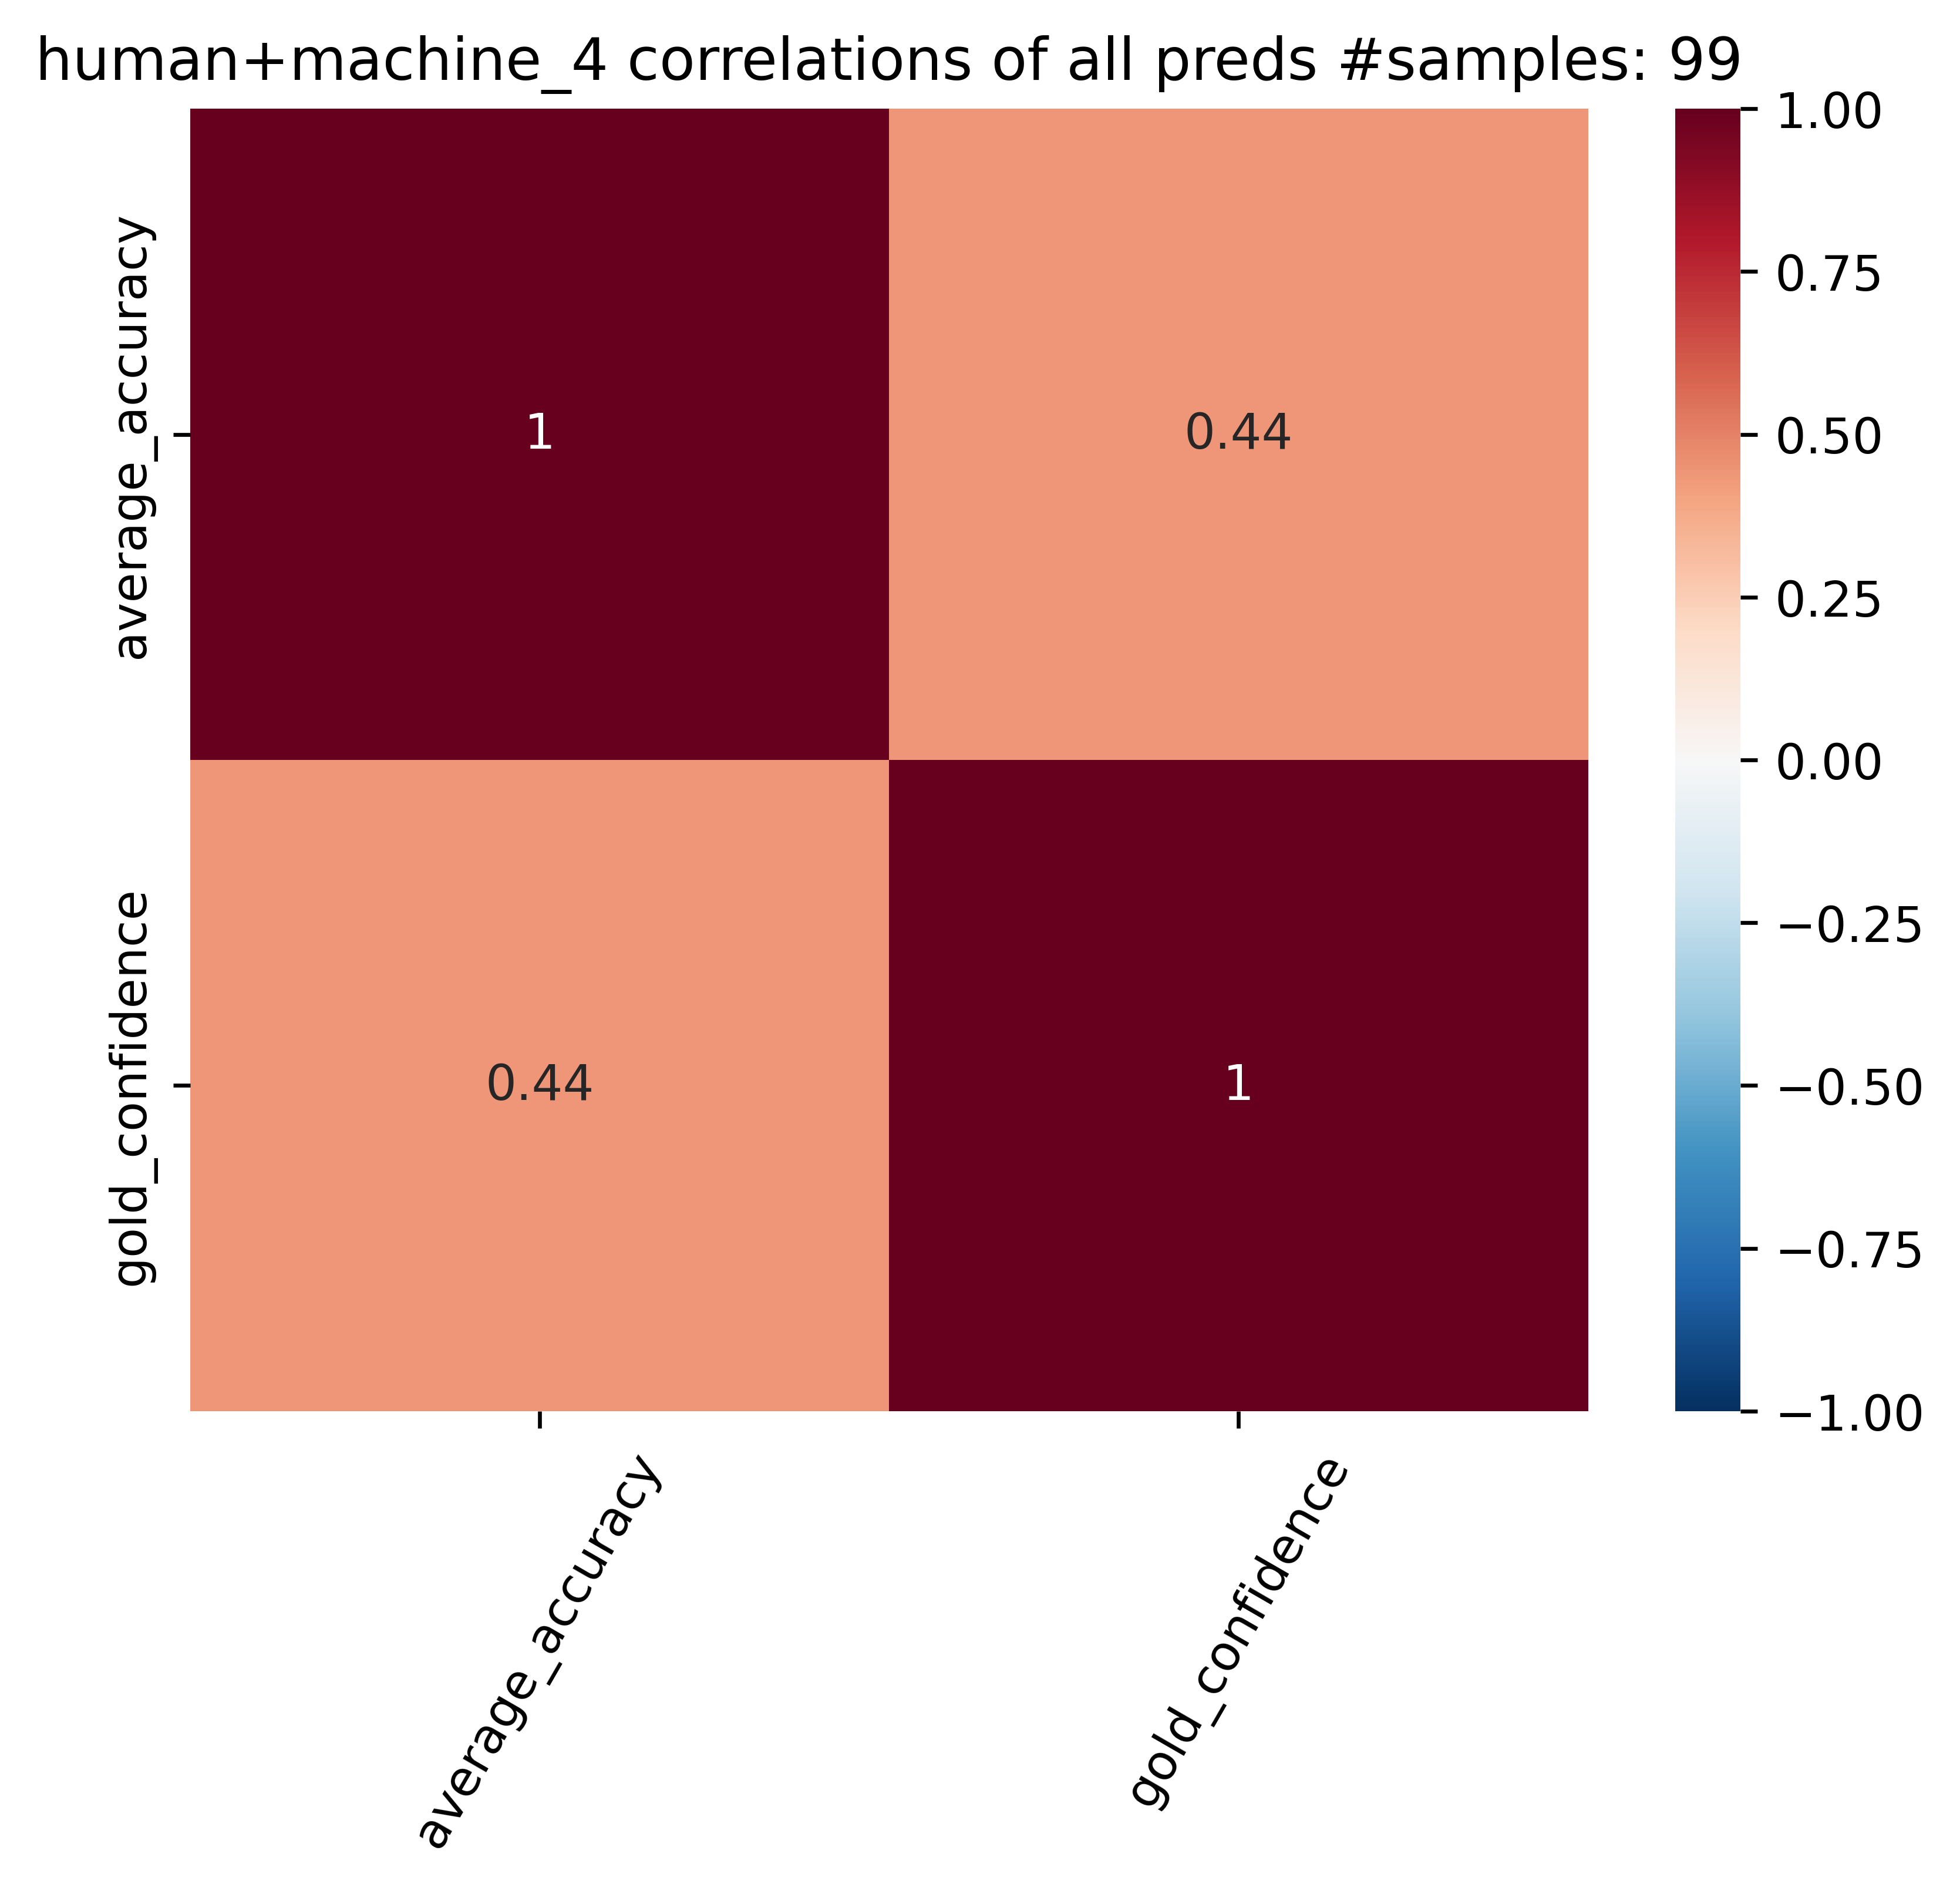 human+machine_4 correlations of all preds #samples: 99
average_accuracy
gold_confidence
1
0.44
0.44
1
average_accuracy
gold_confidence
1.00
0.75
0.50
0.25
0.00
−0.25
−0.50
−0.75
−1.00